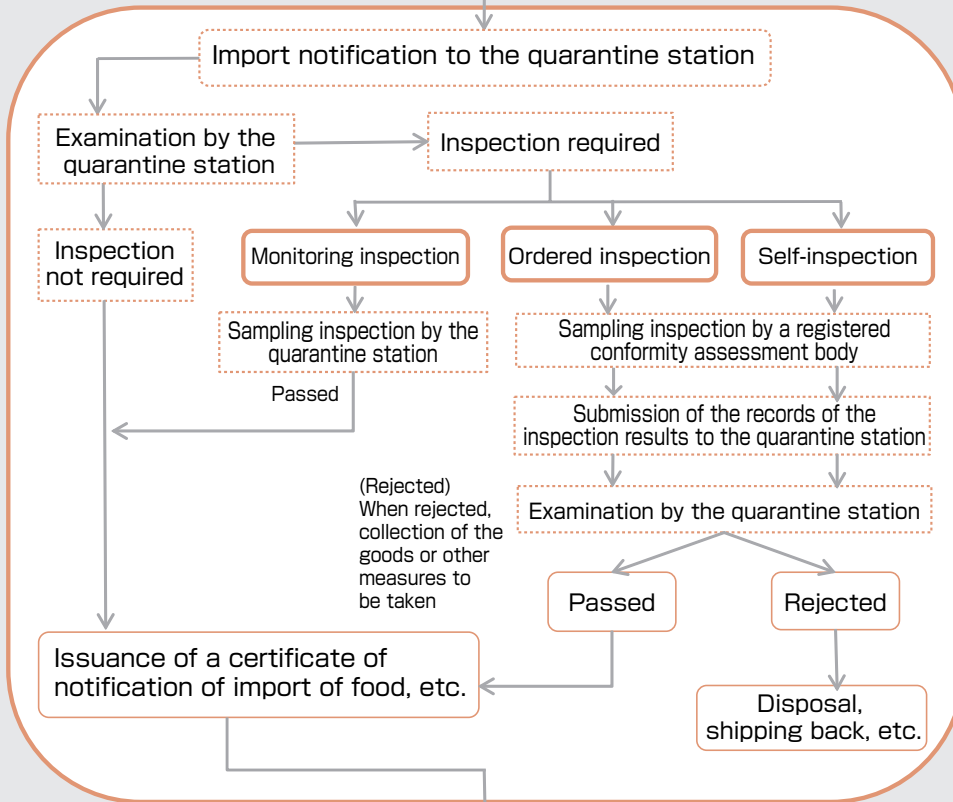 Import notification to the quarantine station
Examination by the
quarantine station
Inspection required
Inspection
not required
Monitoring inspection
Ordered inspection
Self-inspection
Sampling inspection by the
quarantine station
Sampling inspection by a registered
conformity assessment body
Passed
Submission of the records of the
inspection results to the quarantine station
(Rejected)
When rejected,
collection of the
goods or other
measures to
be taken
Examination by the quarantine station
Passed
Rejected
Issuance of a certificate of
notification of import of food, etc.
Disposal,
shipping back, etc.